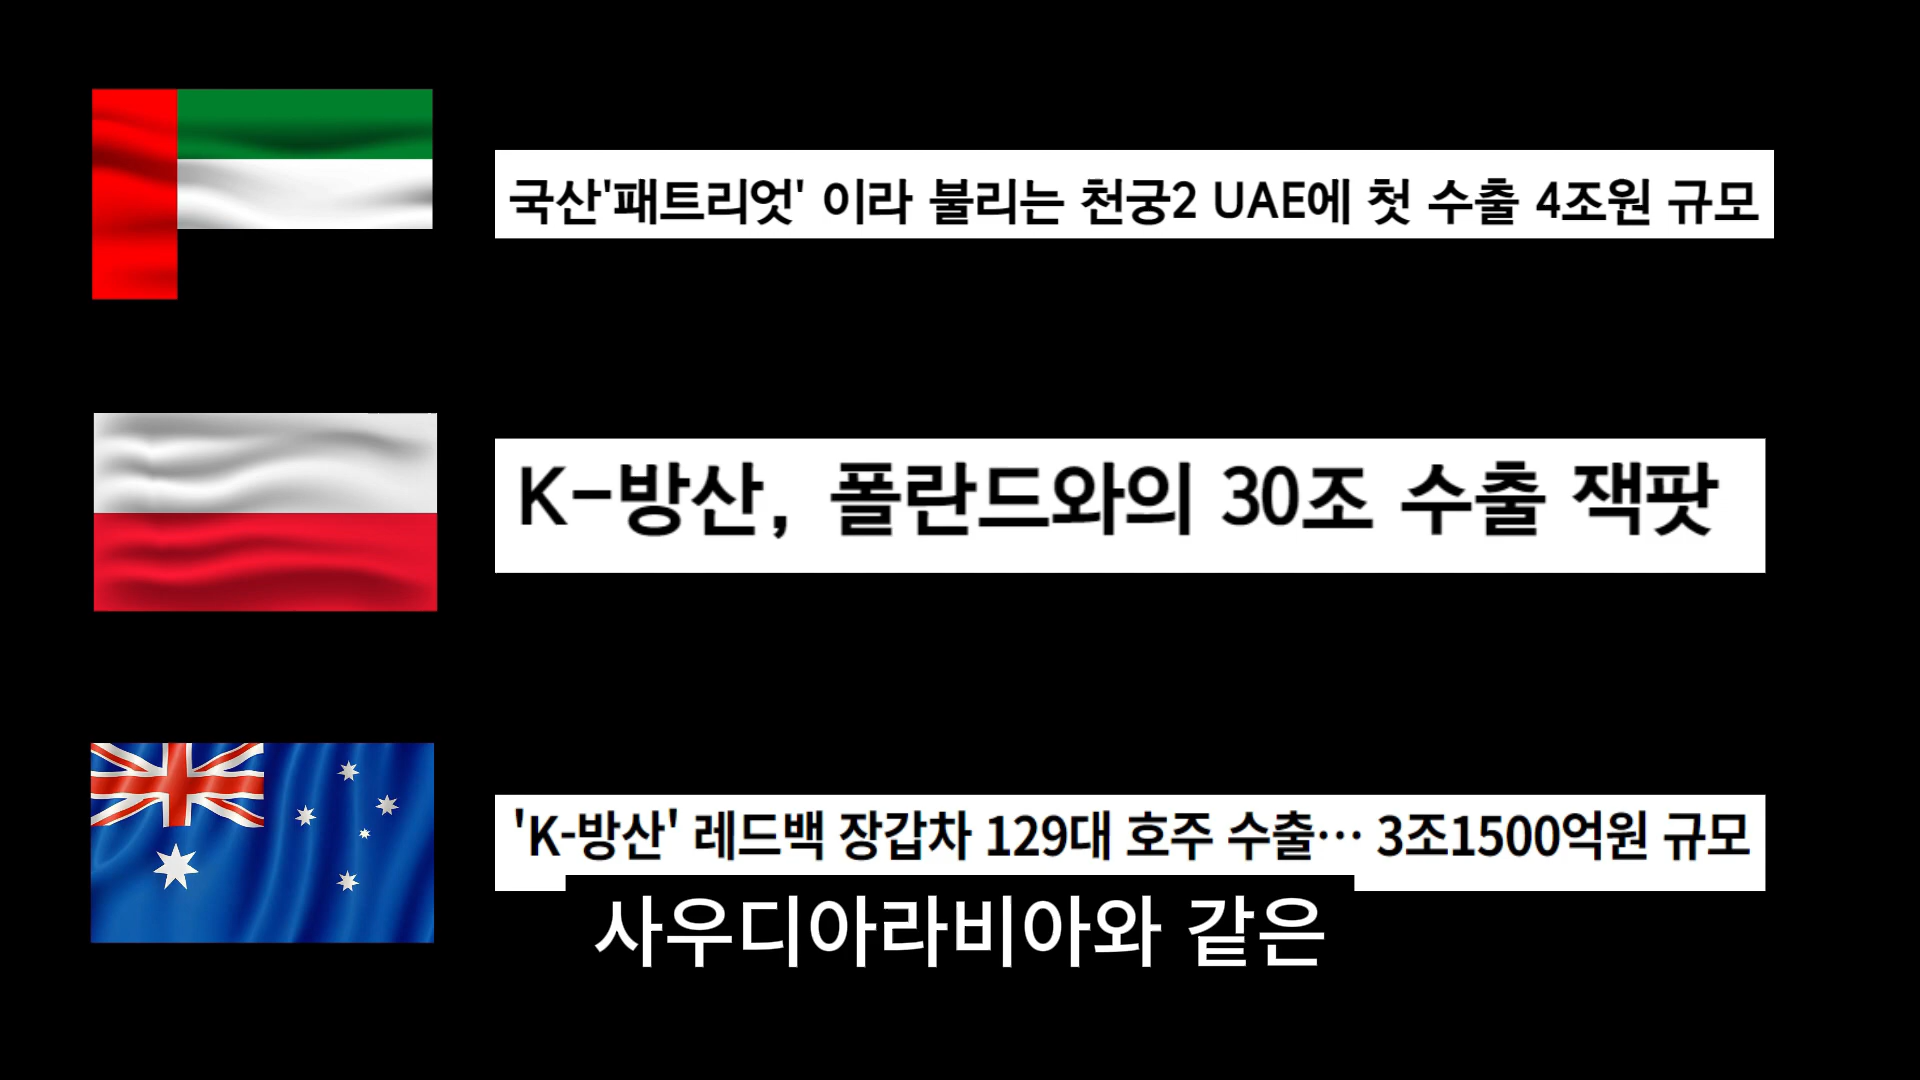 국산'패트리엇' 이라 불리는 천궁2 UAE에 첫 수출 4조원 규모
K-방산, 폴란드와의 30조 수출 잭팟
'K-방산' 레드백 장갑차 129대 호주 수출… 3조1500억원 규모
사우디아라비아와 같은